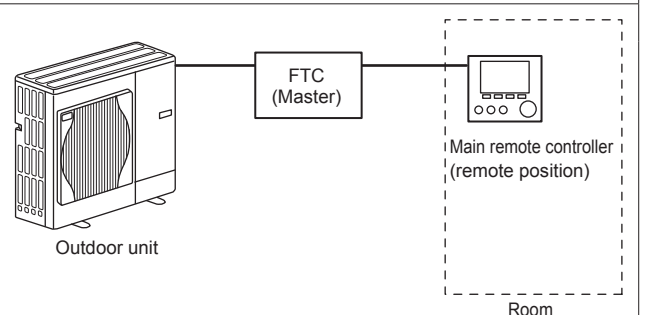 FTC
(Master)
Main remote controller
(remote position)
Outdoor unit
Room